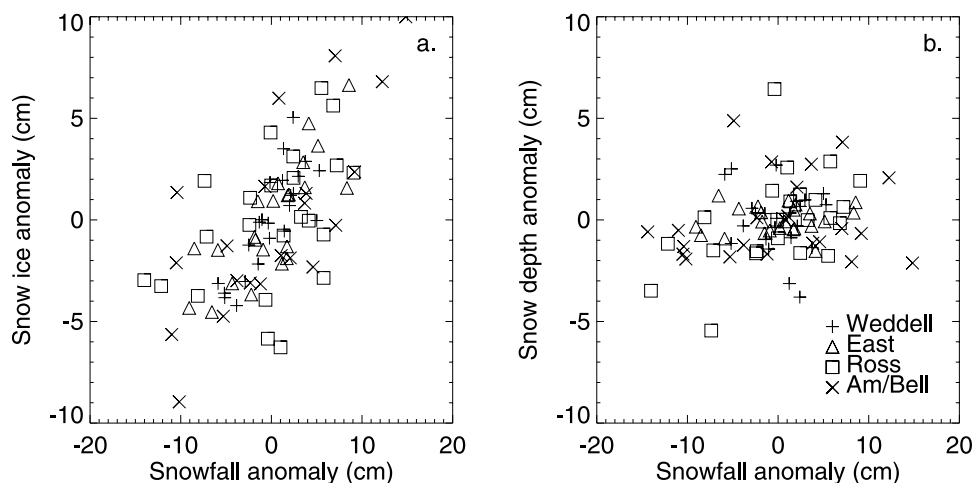 10
5
0
-5
-10
Snow ice anomaly (cm)
a.
-20 -10 0 10 20
Snowfall anomaly (cm)
10
5
0
-5
-10
Snow depth anomaly (cm)
b.
Weddell
East
Ross
Am/Bell
-20 -10 0 10 20
Snowfall anomaly (cm)